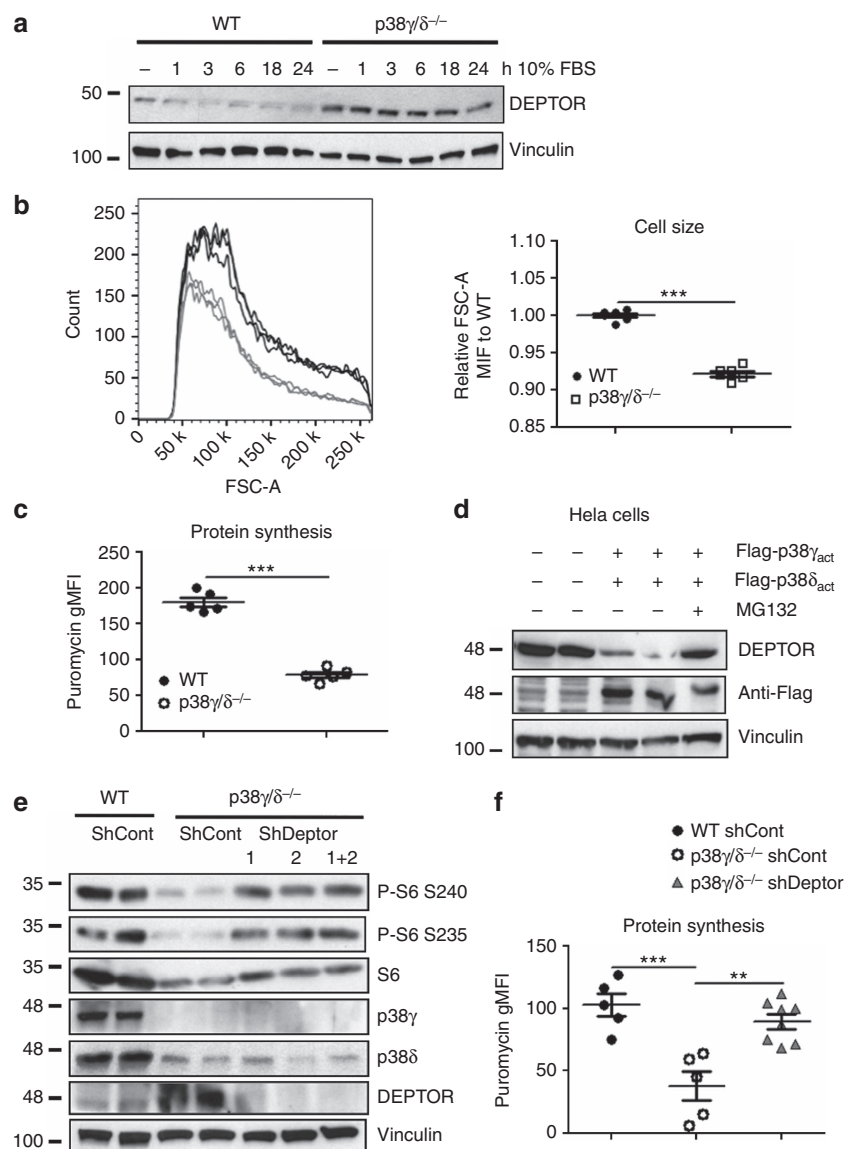 a
WT p38γ/δ–/–
– 1 3 6 18 24 – 1 3 6 18 24 h 10% FBS
50
DEPTOR
100
Vinculin
b
250
200
150
100
50
0
Count
0 50 k 100 k 150 k 200 k 250 k
FSC-A
Cell size
1.10
1.05
1.00
0.95
0.90
0.85
Relative FSC-A
MIF to WT
***
WT
p38γ/δ–/–
c
Protein synthesis
250
200
150
100
50
0
Puromycin gMFI
***
WT
p38γ/δ–/–
d
Hela cells
– – + + + Flag-p38γact
– – + + + Flag-p38δact
– – – – + MG132
48
DEPTOR
48
Anti-Flag
100
Vinculin
e
WT p38γ/δ–/–
ShCont ShCont ShDeptor
1 2 1+2
35
P-S6 S240
35
P-S6 S235
35
S6
48
p38γ
48
p38δ
48
DEPTOR
100
Vinculin
f
WT shCont
p38γ/δ–/– shCont
p38γ/δ–/– shDeptor
Protein synthesis
150
100
50
0
Puromycin gMFI
***
**